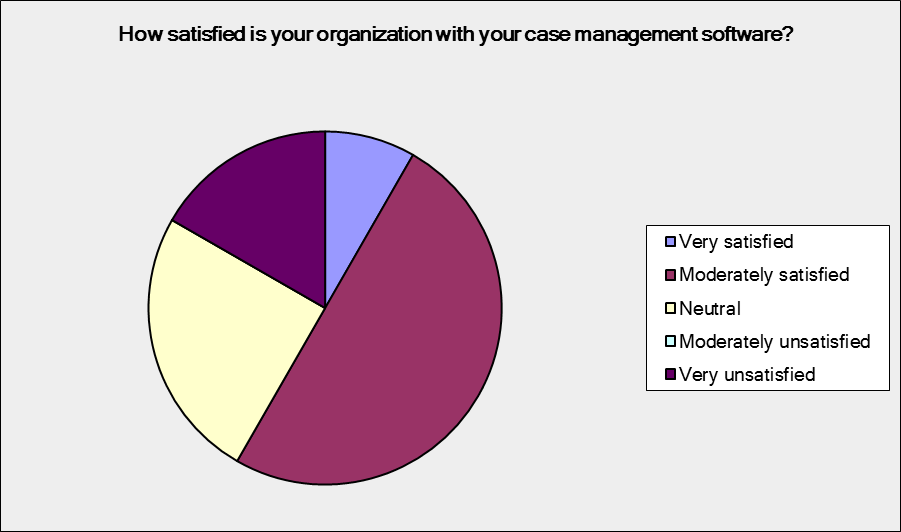 How satisfied is your organization with your case management software?
Very satisfied
Moderately satisfied
Neutral
Moderately unsatisfied
Very unsatisfied